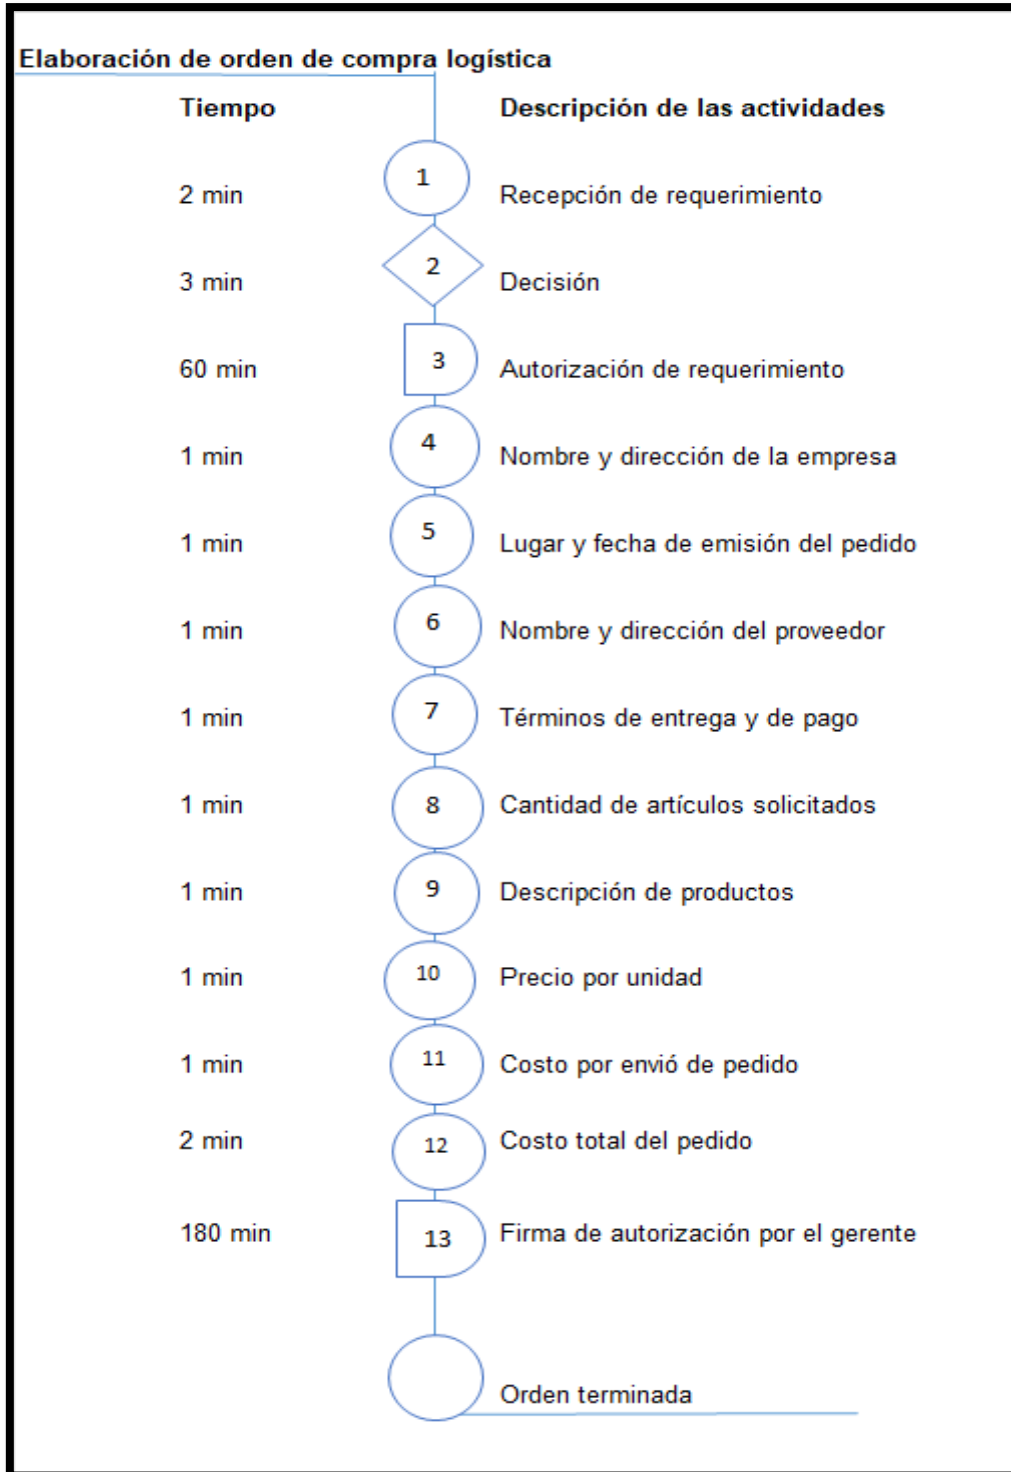 Elaboración de orden de compra logística
Tiempo Descripción de las actividades
2 min 1 Recepción de requerimiento
3 min 2 Decisión
60 min 3 Autorización de requerimiento
1 min 4 Nombre y dirección de la empresa
1 min 5 Lugar y fecha de emisión del pedido
1 min 6 Nombre y dirección del proveedor
1 min 7 Términos de entrega y de pago
1 min 8 Cantidad de artículos solicitados
1 min 9 Descripción de productos
1 min 10 Precio por unidad
1 min 11 Costo por envió de pedido
2 min 12 Costo total del pedido
180 min 13 Firma de autorización por el gerente
Orden terminada